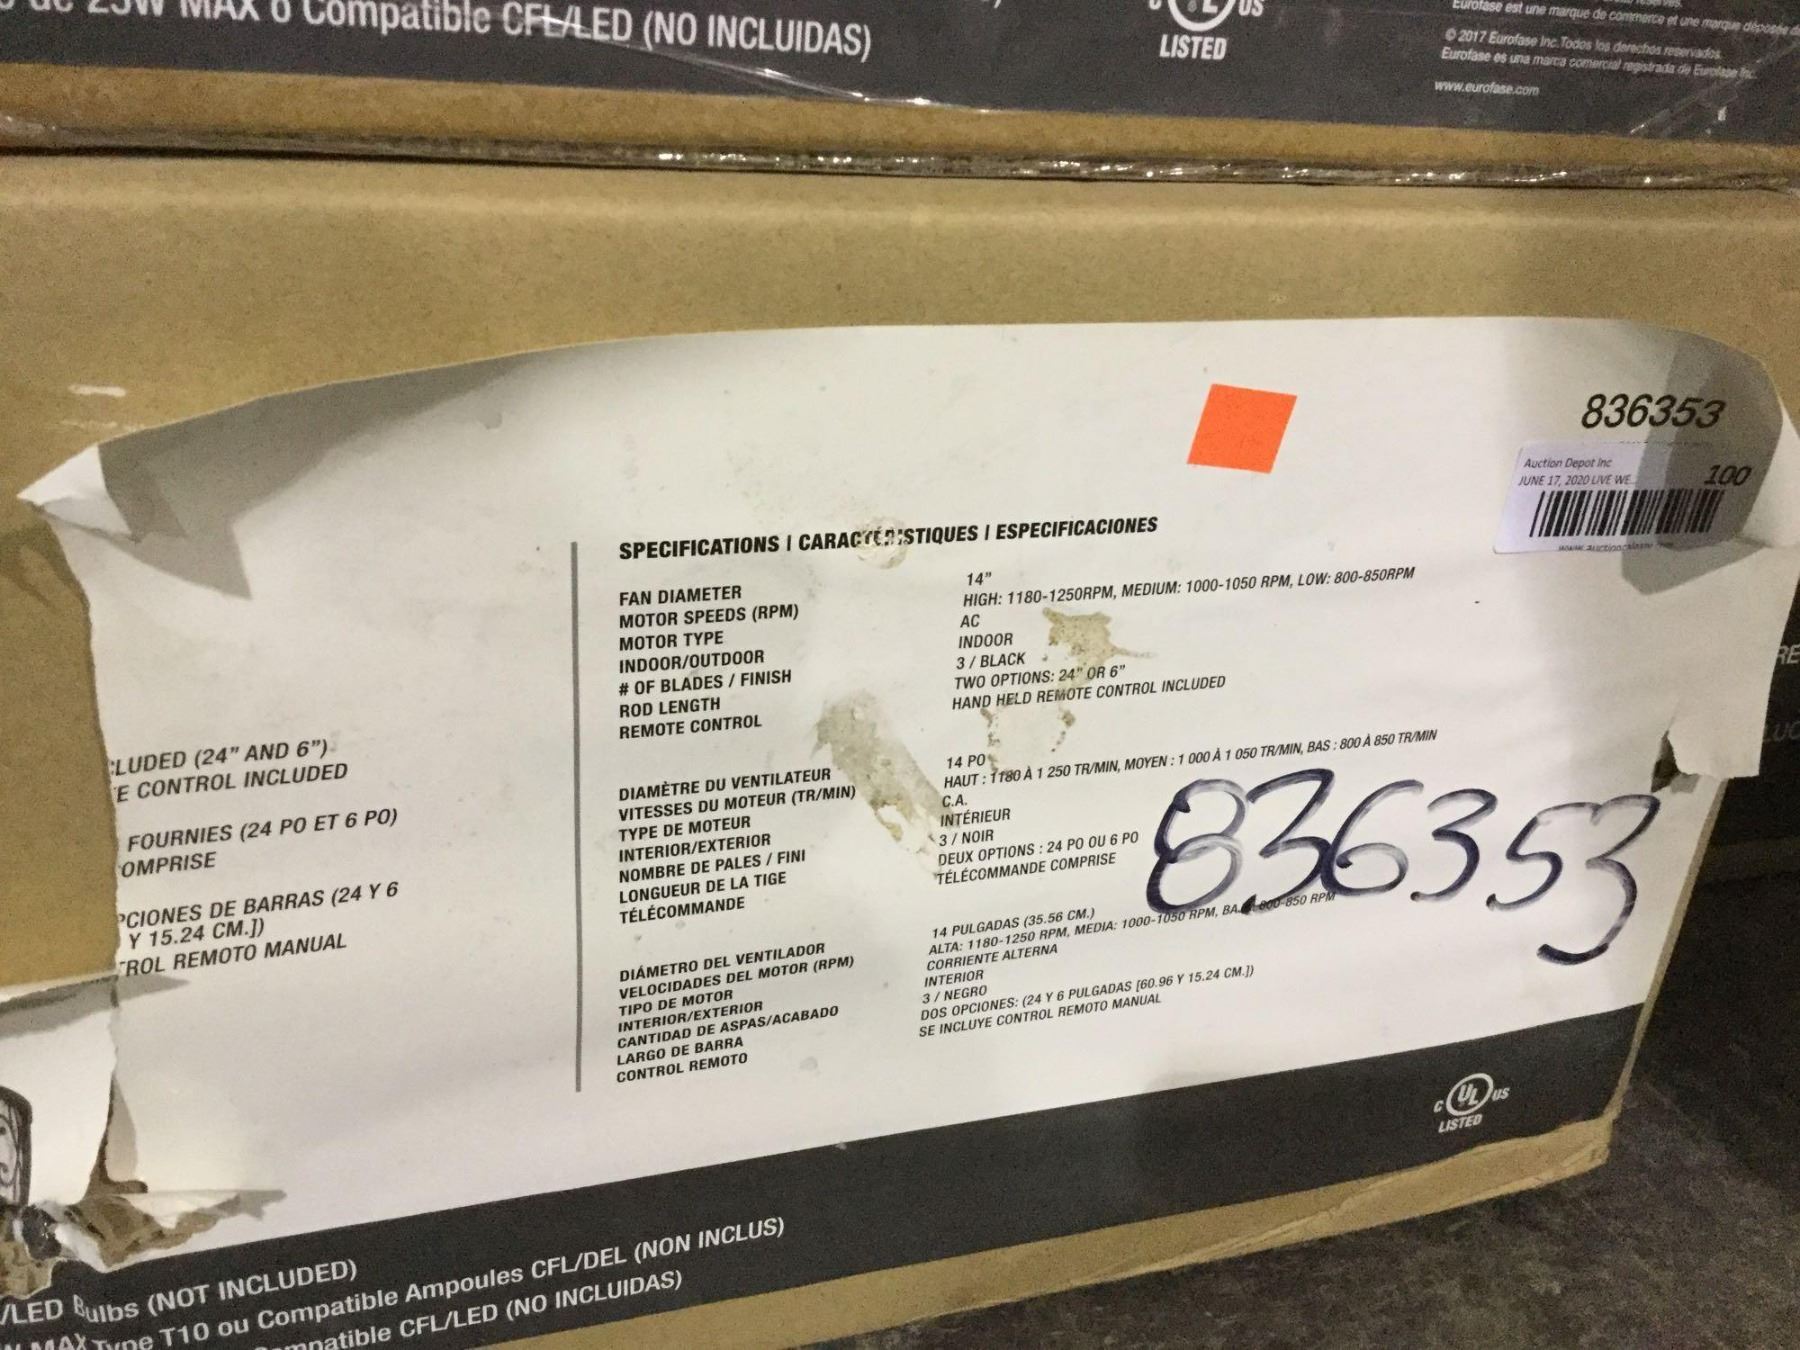 de 25W MAX o Compatible CFL/LED (NO INCLUIDAS)
US
LISTED
Eurofase est une marque de commerce et une marque déposée
© 2017 Eurofase Inc. Todos los derechos reservados.
Eurofase es una marca comercial registrada de Eurofase Inc.
www.eurofase.com
836353
Auction Depot Inc
JUNE 17, 2020 LIVE WE...
100
SPECIFICATIONS / CARACTÉRISTIQUES / ESPECIFICACIONES
FAN DIAMETER 14"
MOTOR SPEEDS (RPM) HIGH: 1180-1250RPM, MEDIUM: 1000-1050 RPM, LOW: 800-850RPM
MOTOR TYPE AC
INDOOR/OUTDOOR INDOOR
# OF BLADES / FINISH 3 / BLACK
ROD LENGTH TWO OPTIONS: 24" OR 6"
REMOTE CONTROL HAND HELD REMOTE CONTROL INCLUDED
DIAMÈTRE DU VENTILATEUR 14 PO
VITESSES DU MOTEUR (TR/MIN) HAUT : 1180 À 1 250 TR/MIN, MOYEN : 1 000 À 1 050 TR/MIN, BAS : 800 À 850 TR/MIN
TYPE DE MOTEUR C.A.
INTERIOR/EXTERIOR INTÉRIEUR
NOMBRE DE PALES / FINI 3 / NOIR
LONGUEUR DE LA TIGE DEUX OPTIONS : 24 PO OU 6 PO
TÉLÉCOMMANDE TÉLÉCOMMANDE COMPRISE
836353
DIÁMETRO DEL VENTILADOR 14 PULGADAS (35.56 CM.)
VELOCIDADES DEL MOTOR (RPM) ALTA: 1180-1250 RPM, MEDIA: 1000-1050 RPM, BA 800-850 RPM
TIPO DE MOTOR CORRIENTE ALTERNA
INTERIOR/EXTERIOR INTERIOR
CANTIDAD DE ASPAS/ACABADO 3 / NEGRO
LARGO DE BARRA DOS OPCIONES: (24 Y 6 PULGADAS [60.96 Y 15.24 CM.])
CONTROL REMOTO SE INCLUYE CONTROL REMOTO MANUAL
CLUDED (24" AND 6")
E CONTROL INCLUDED
FOURNIES (24 PO ET 6 PO)
OMPRISE
PCIONES DE BARRAS (24 Y 6
Y 15.24 CM.])
TROL REMOTO MANUAL
C UL US
LISTED
/LED Bulbs (NOT INCLUDED)
MAX Type T10 ou Compatible Ampoules CFL/DEL (NON INCLUS)
ompatible CFL/LED (NO INCLUIDAS)